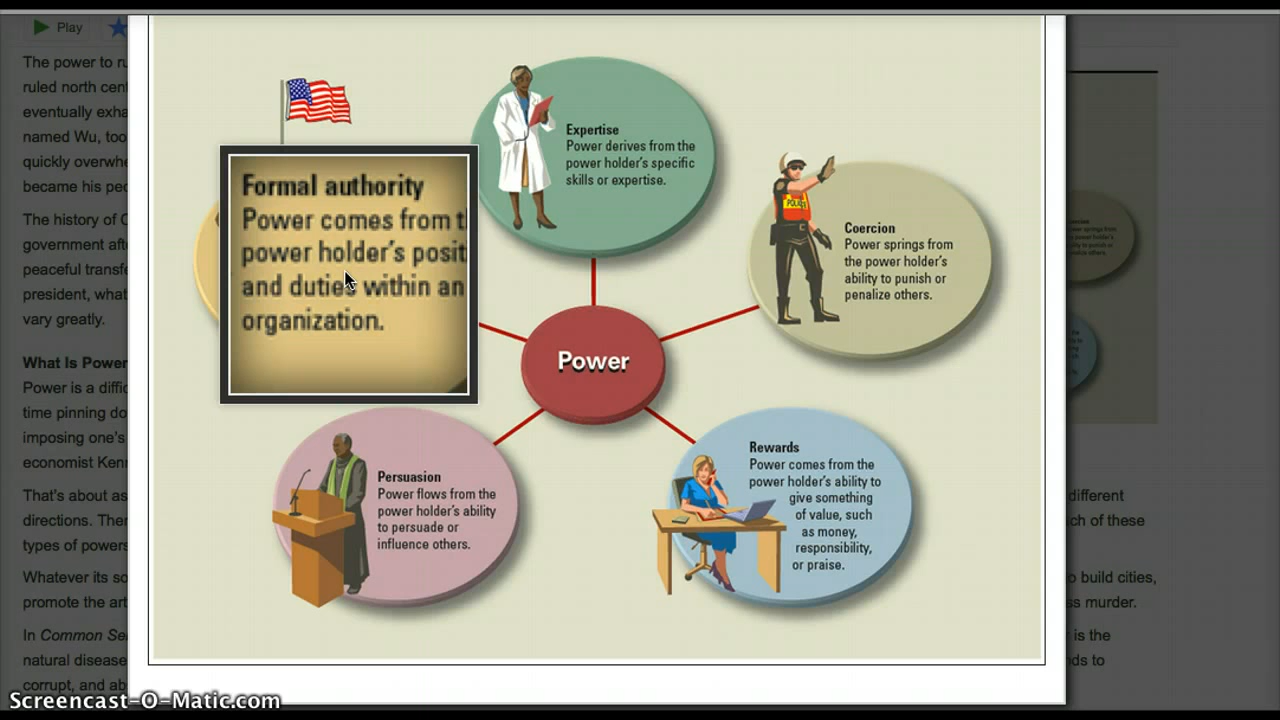 Play
The power to ru
ruled north cent
eventually exha
named Wu, too
quickly overwhe
became his peo
The history of C
government afte
peaceful transfe
president, what
vary greatly.
What Is Power
Power is a diffic
time pinning do
imposing one's
economist Kenn
That's about as
directions. Ther
types of powers
Whatever its so
promote the art
In Common Sen
natural disease
corrupt, and ab
Formal authority
Power comes from t
power holder's posit
and duties within an
organization.
Expertise
Power derives from the
power holder's specific
skills or expertise.
POLICE
Coercion
Power springs from
the power holder's
ability to punish or
penalize others.
Power
Persuasion
Power flows from the
power holder's ability
to persuade or
influence others.
Rewards
Power comes from the
power holder's ability to
give something
of value, such
as money,
responsibility,
or praise.
different
ch of these
o build cities,
ss murder.
is the
nds to
Screencast-O-Matic.com